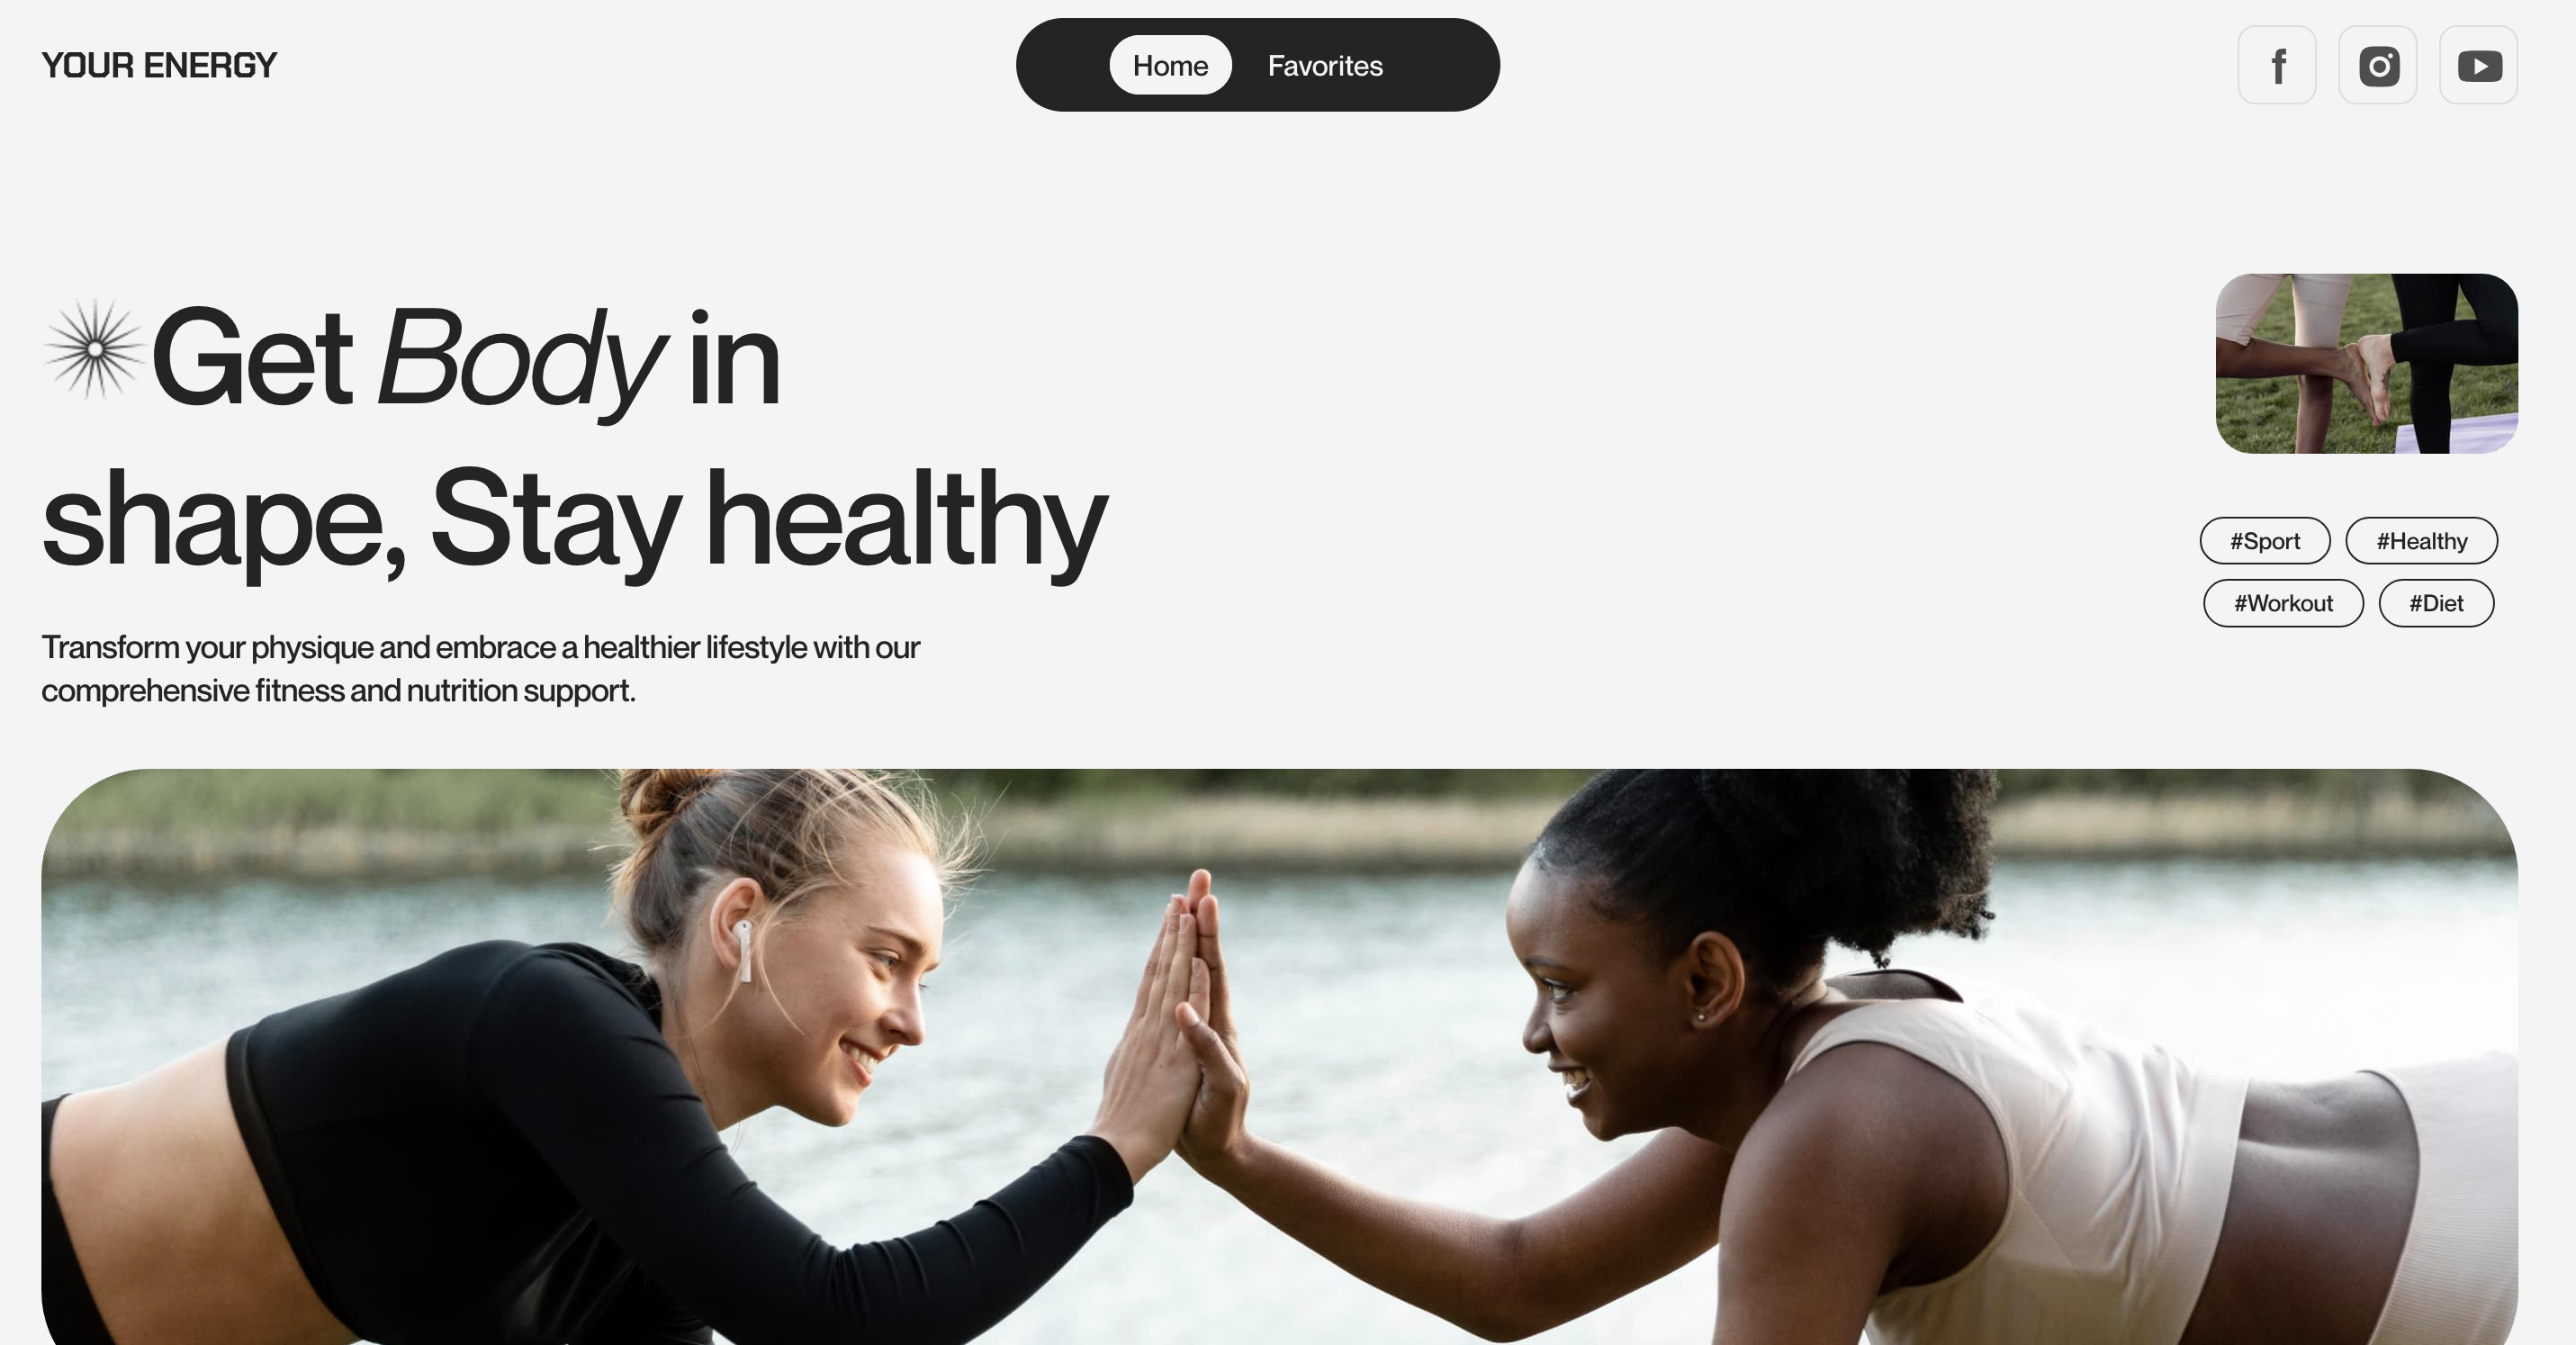 YOUR ENERGY
Home Favorites
Get Body in
shape, Stay healthy
#Sport #Healthy
#Workout #Diet
Transform your physique and embrace a healthier lifestyle with our
comprehensive fitness and nutrition support.